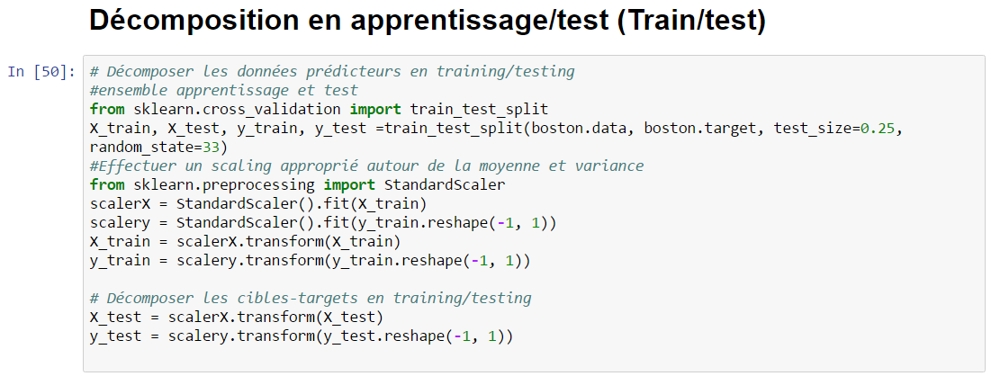 Décomposition en apprentissage/test (Train/test)
In [50]:
# Décomposer les données prédicteurs en training/testing
#ensemble apprentissage et test
from sklearn.cross_validation import train_test_split
X_train, X_test, y_train, y_test =train_test_split(boston.data, boston.target, test_size=0.25,
random_state=33)
#Effectuer un scaling approprié autour de la moyenne et variance
from sklearn.preprocessing import StandardScaler
scalerX = StandardScaler().fit(X_train)
scalery = StandardScaler().fit(y_train.reshape(-1, 1))
X_train = scalerX.transform(X_train)
y_train = scalery.transform(y_train.reshape(-1, 1))
# Décomposer les cibles-targets en training/testing
X_test = scalerX.transform(X_test)
y_test = scalery.transform(y_test.reshape(-1, 1))